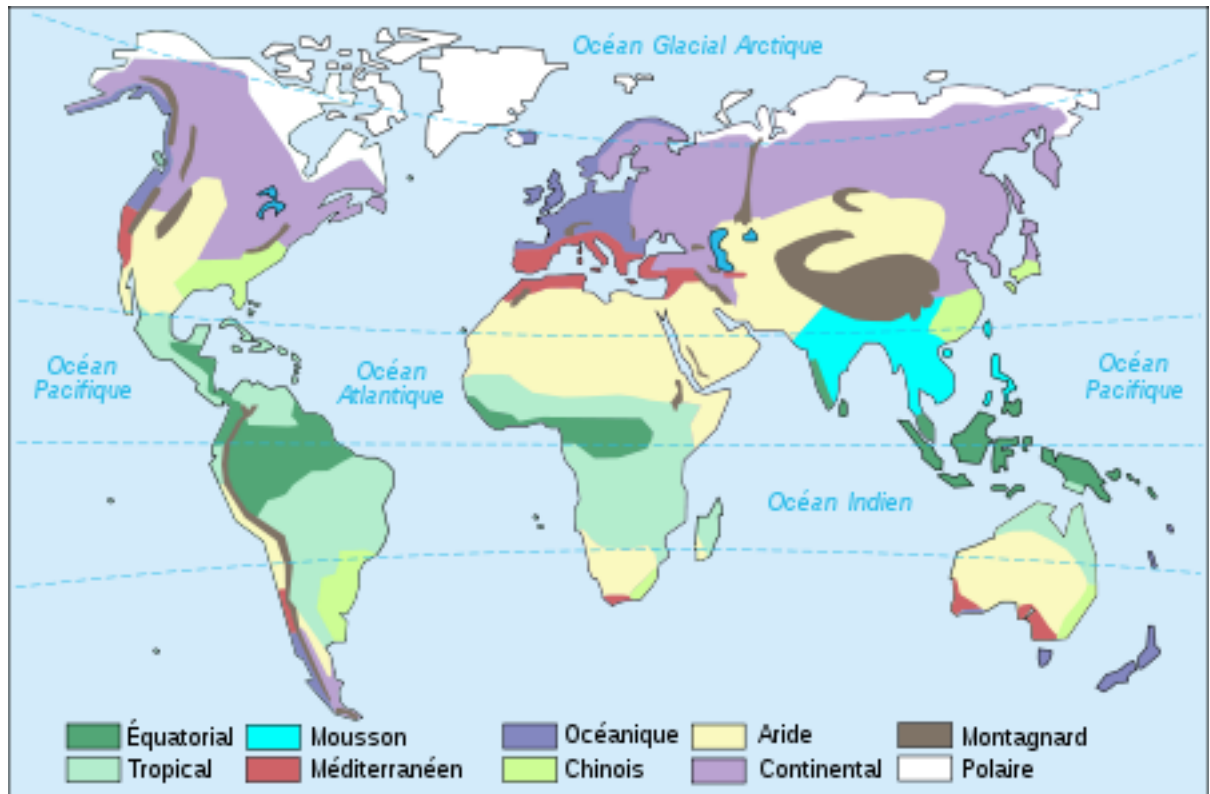 Océan Glacial Arctique
Océan
Pacifique
Océan
Atlantique
Océan
Pacifique
Océan Indien
Équatorial
Mousson
Océanique
Aride
Montagnard
Tropical
Méditerranéen
Chinois
Continental
Polaire